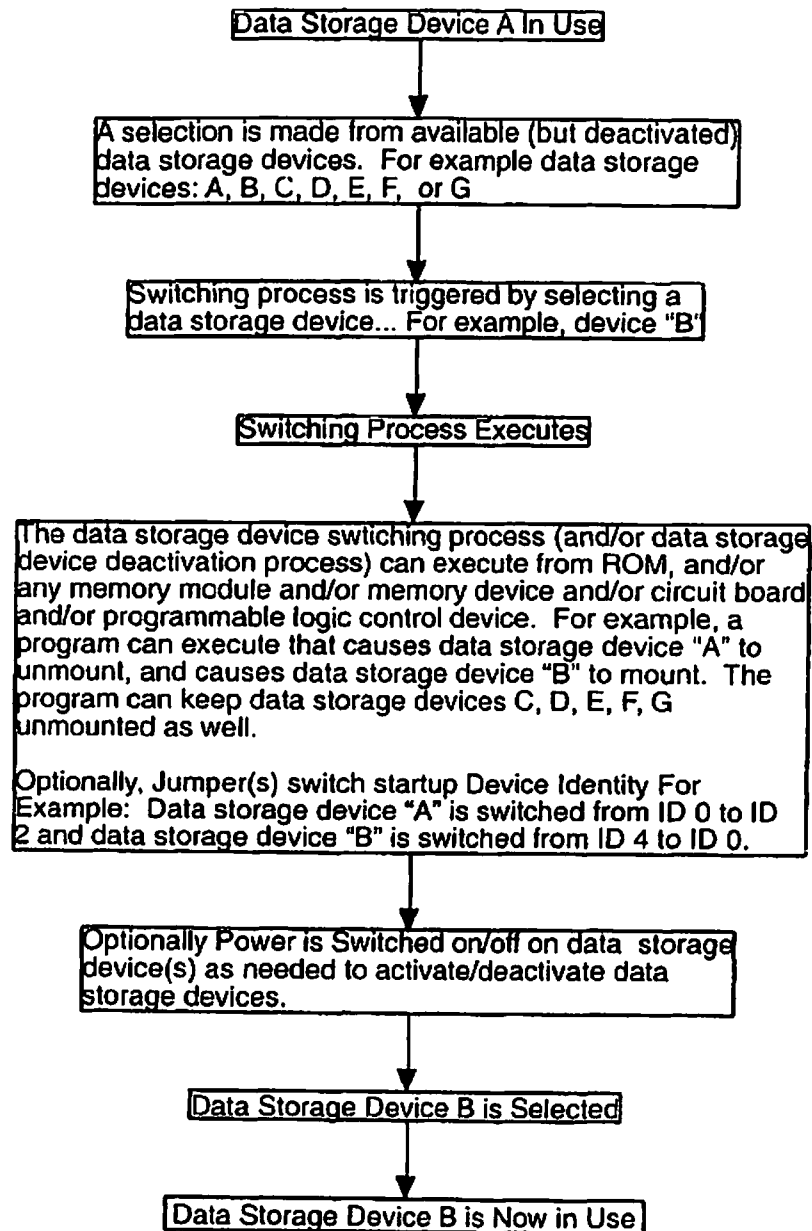 Data Storage Device A In Use
A selection is made from available (but deactivated)
data storage devices. For example data storage
devices: A, B, C, D, E, F, or G
Switching process is triggered by selecting a
data storage device... For example, device "B"
Switching Process Executes
The data storage device swtiching process (and/or data storage
device deactivation process) can execute from ROM, and/or
any memory module and/or memory device and/or circuit board
and/or programmable logic control device. For example, a
program can execute that causes data storage device "A" to
unmount, and causes data storage device "B" to mount. The
program can keep data storage devices C, D, E, F, G
unmounted as well.
Optionally, Jumper(s) switch startup Device Identity For
Example: Data storage device "A" is switched from ID 0 to ID
2 and data storage device "B" is switched from ID 4 to ID 0.
Optionally Power is Switched on/off on data storage
device(s) as needed to activate/deactivate data
storage devices.
Data Storage Device B is Selected
Data Storage Device B is Now in Use